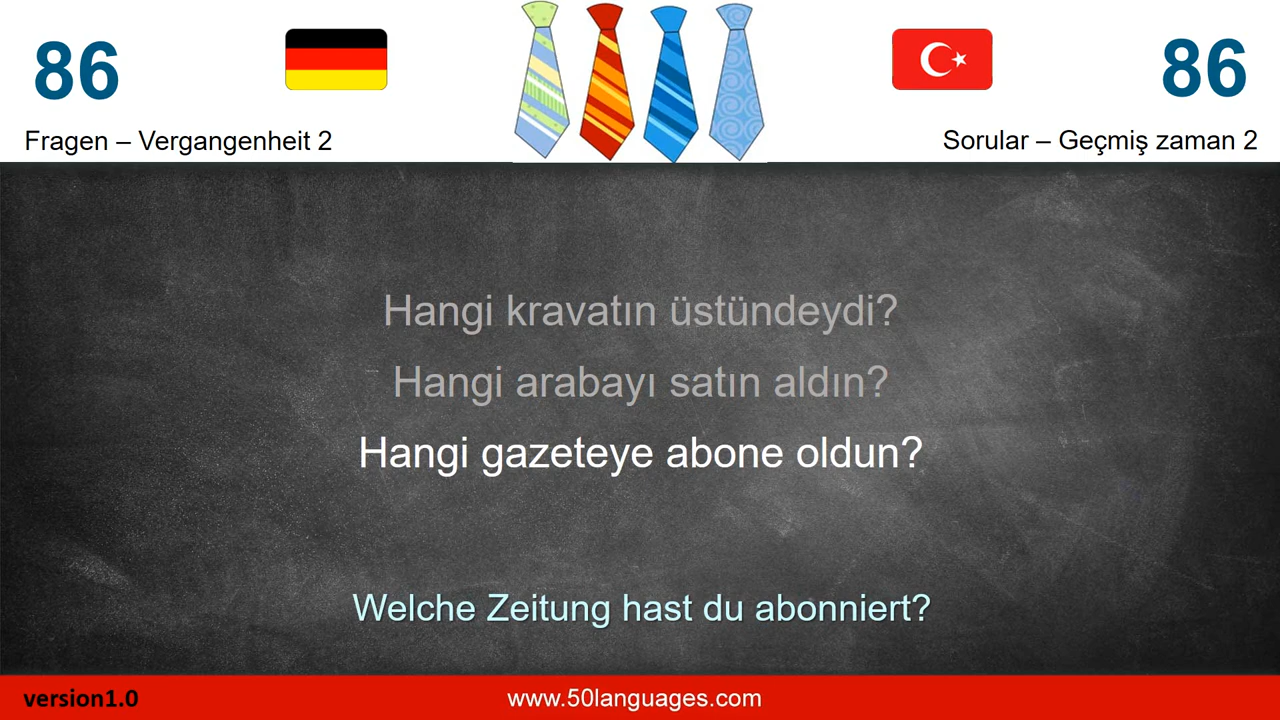 86
86
Fragen – Vergangenheit 2
Sorular – Geçmiş zaman 2
Hangi kravatın üstündeydi?
Hangi arabayı satın aldın?
Hangi gazeteye abone oldun?
Welche Zeitung hast du abonniert?
version1.0
www.50languages.com